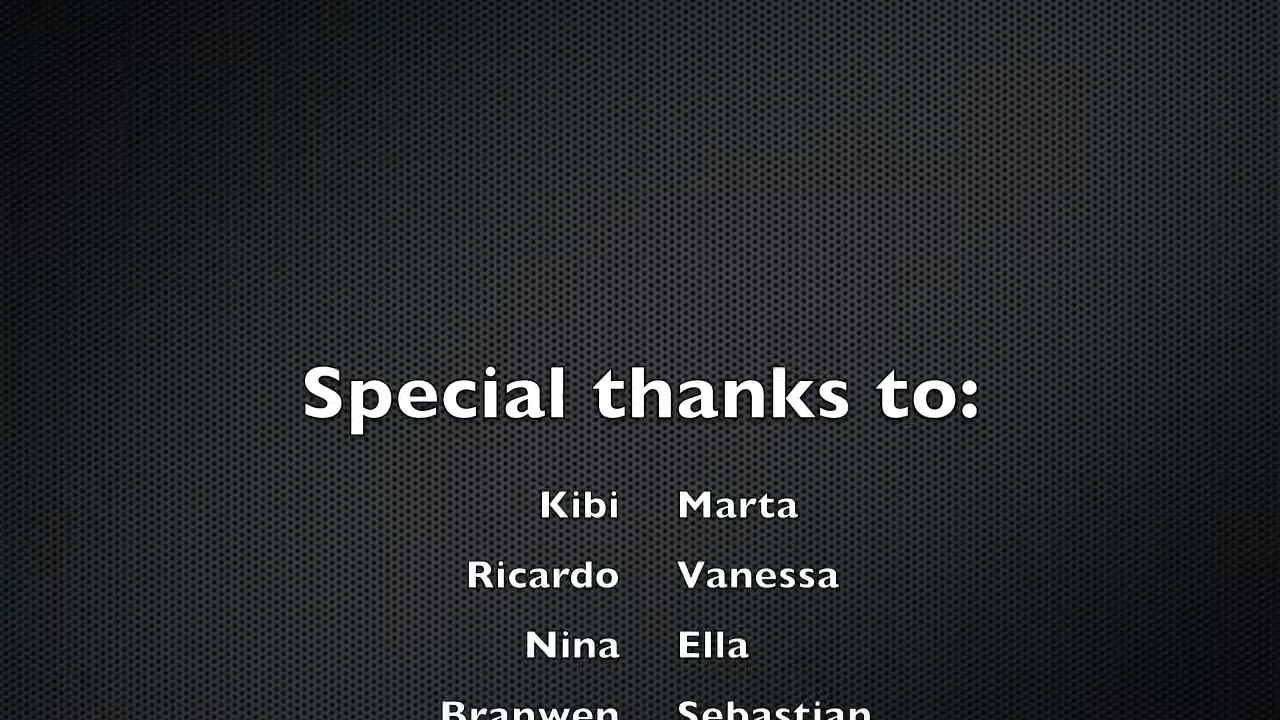 Special thanks to:
Kibi Marta
Ricardo Vanessa
Nina Ella
Branwen Sebastian